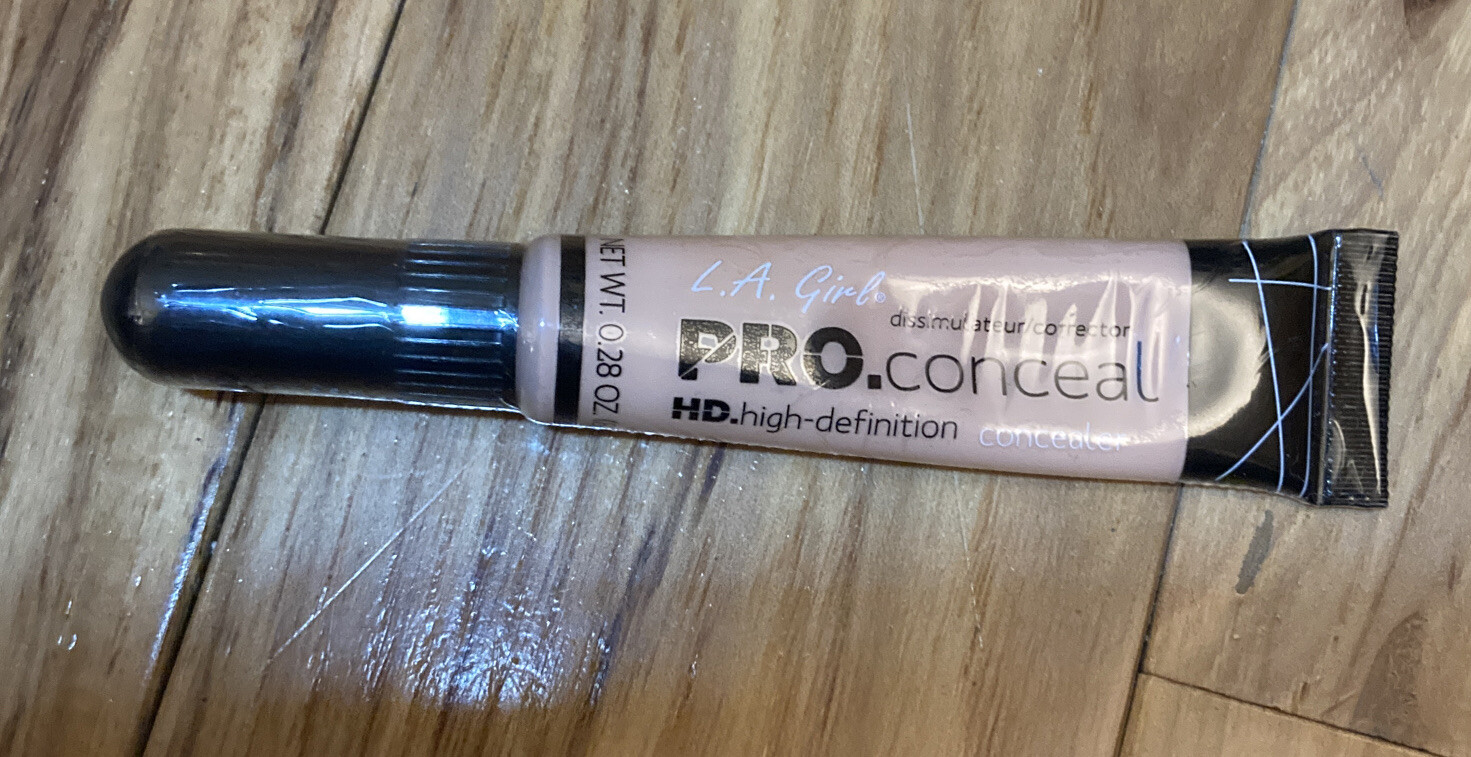 L.A. Girl®
dissimulateur/corrector
PRO.conceal
HD.high-definition
concealer
NET WT. 0.28 OZ.